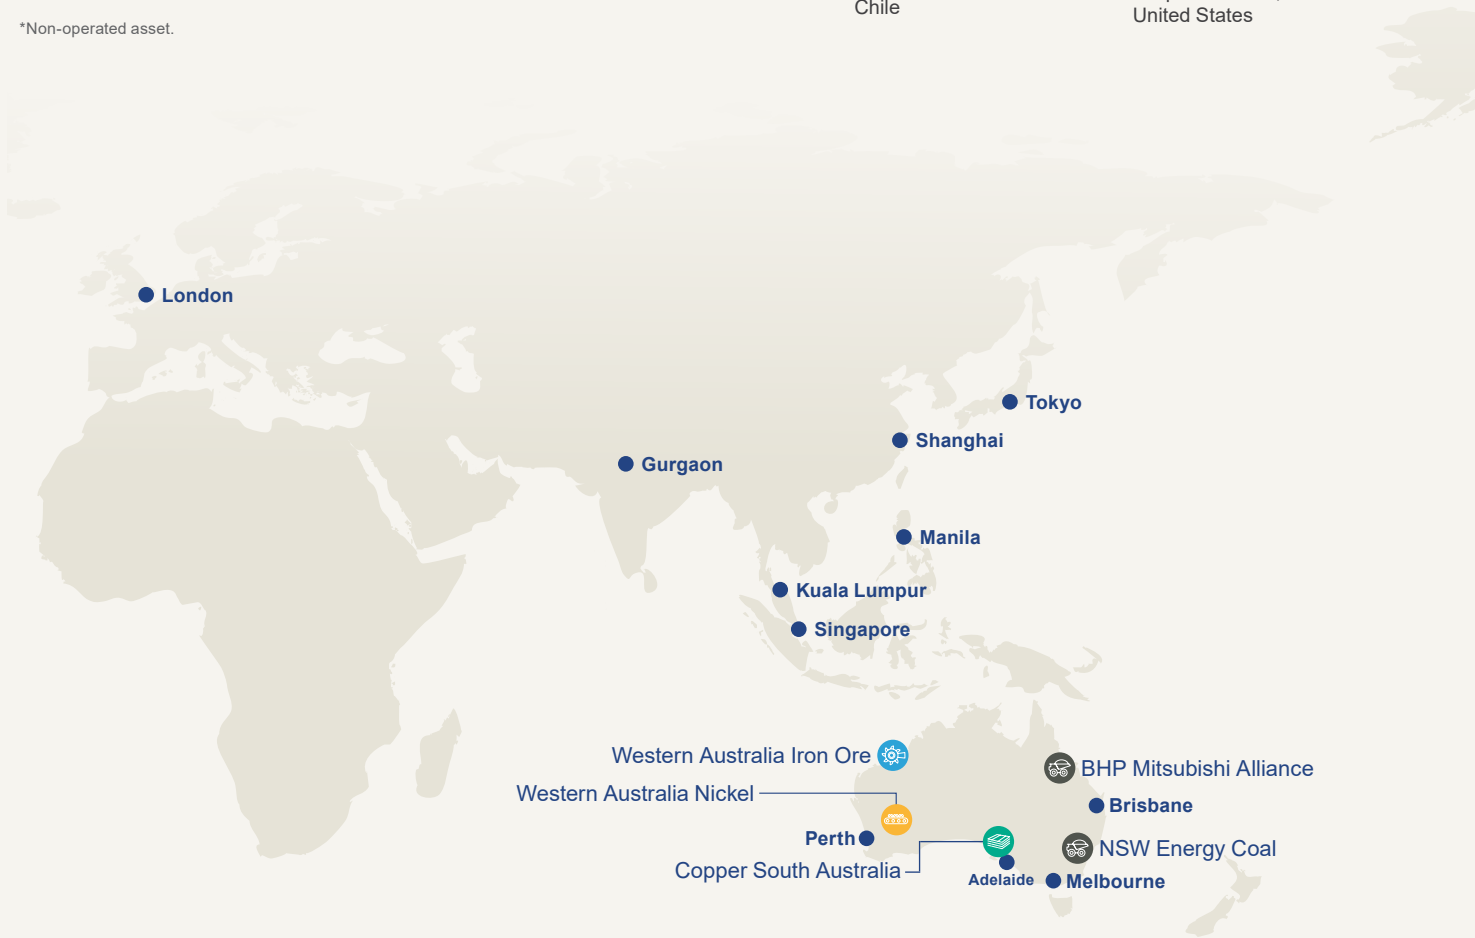 Chile
United States
*Non-operated asset.
London
Tokyo
Shanghai
Gurgaon
Manila
Kuala Lumpur
Singapore
Western Australia Iron Ore
BHP Mitsubishi Alliance
Western Australia Nickel
Brisbane
Perth
NSW Energy Coal
Copper South Australia
Adelaide
Melbourne